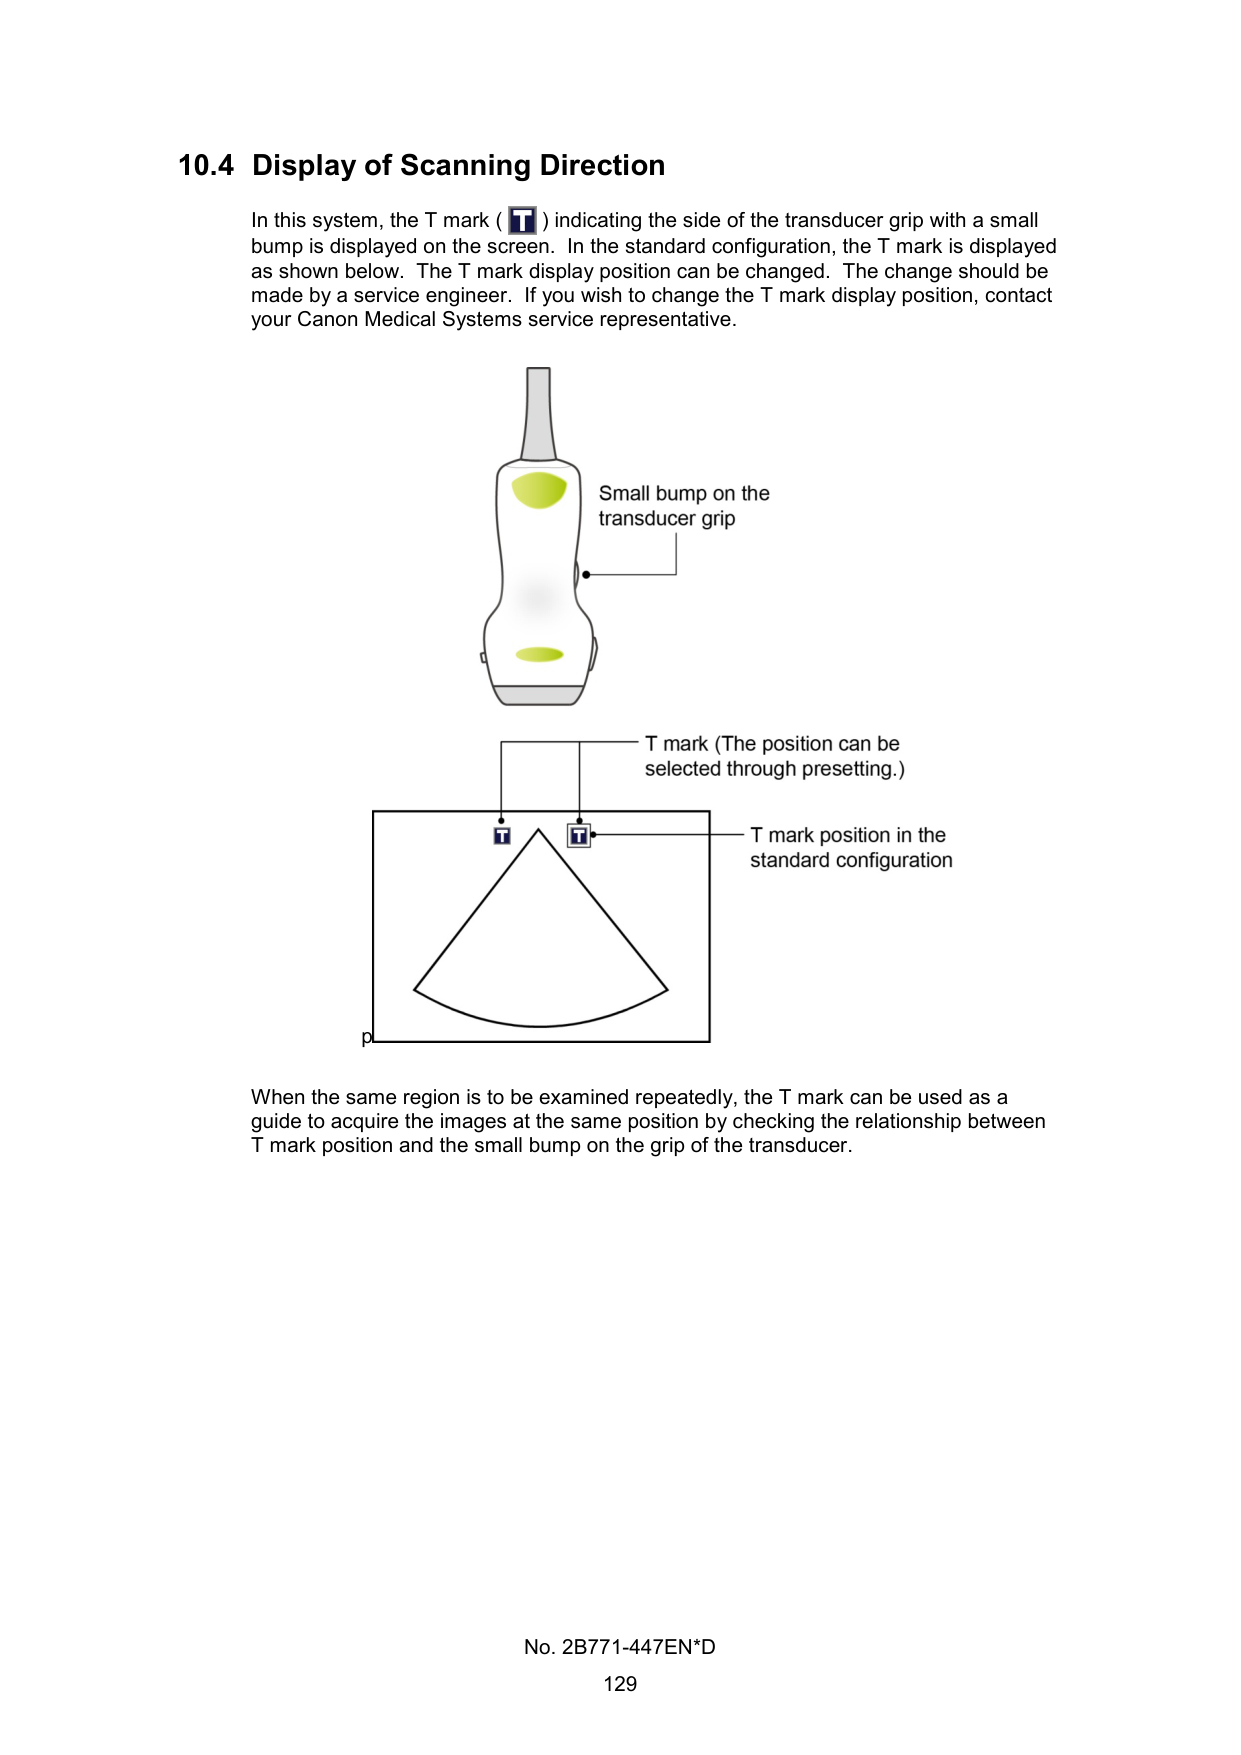 10.4 Display of Scanning Direction
In this system, the T mark ( T ) indicating the side of the transducer grip with a small
bump is displayed on the screen. In the standard configuration, the T mark is displayed
as shown below. The T mark display position can be changed. The change should be
made by a service engineer. If you wish to change the T mark display position, contact
your Canon Medical Systems service representative.
Small bump on the
transducer grip
T mark (The position can be
selected through presetting.)
T T
T mark position in the
standard configuration
p
When the same region is to be examined repeatedly, the T mark can be used as a
guide to acquire the images at the same position by checking the relationship between
T mark position and the small bump on the grip of the transducer.
No. 2B771-447EN*D
129